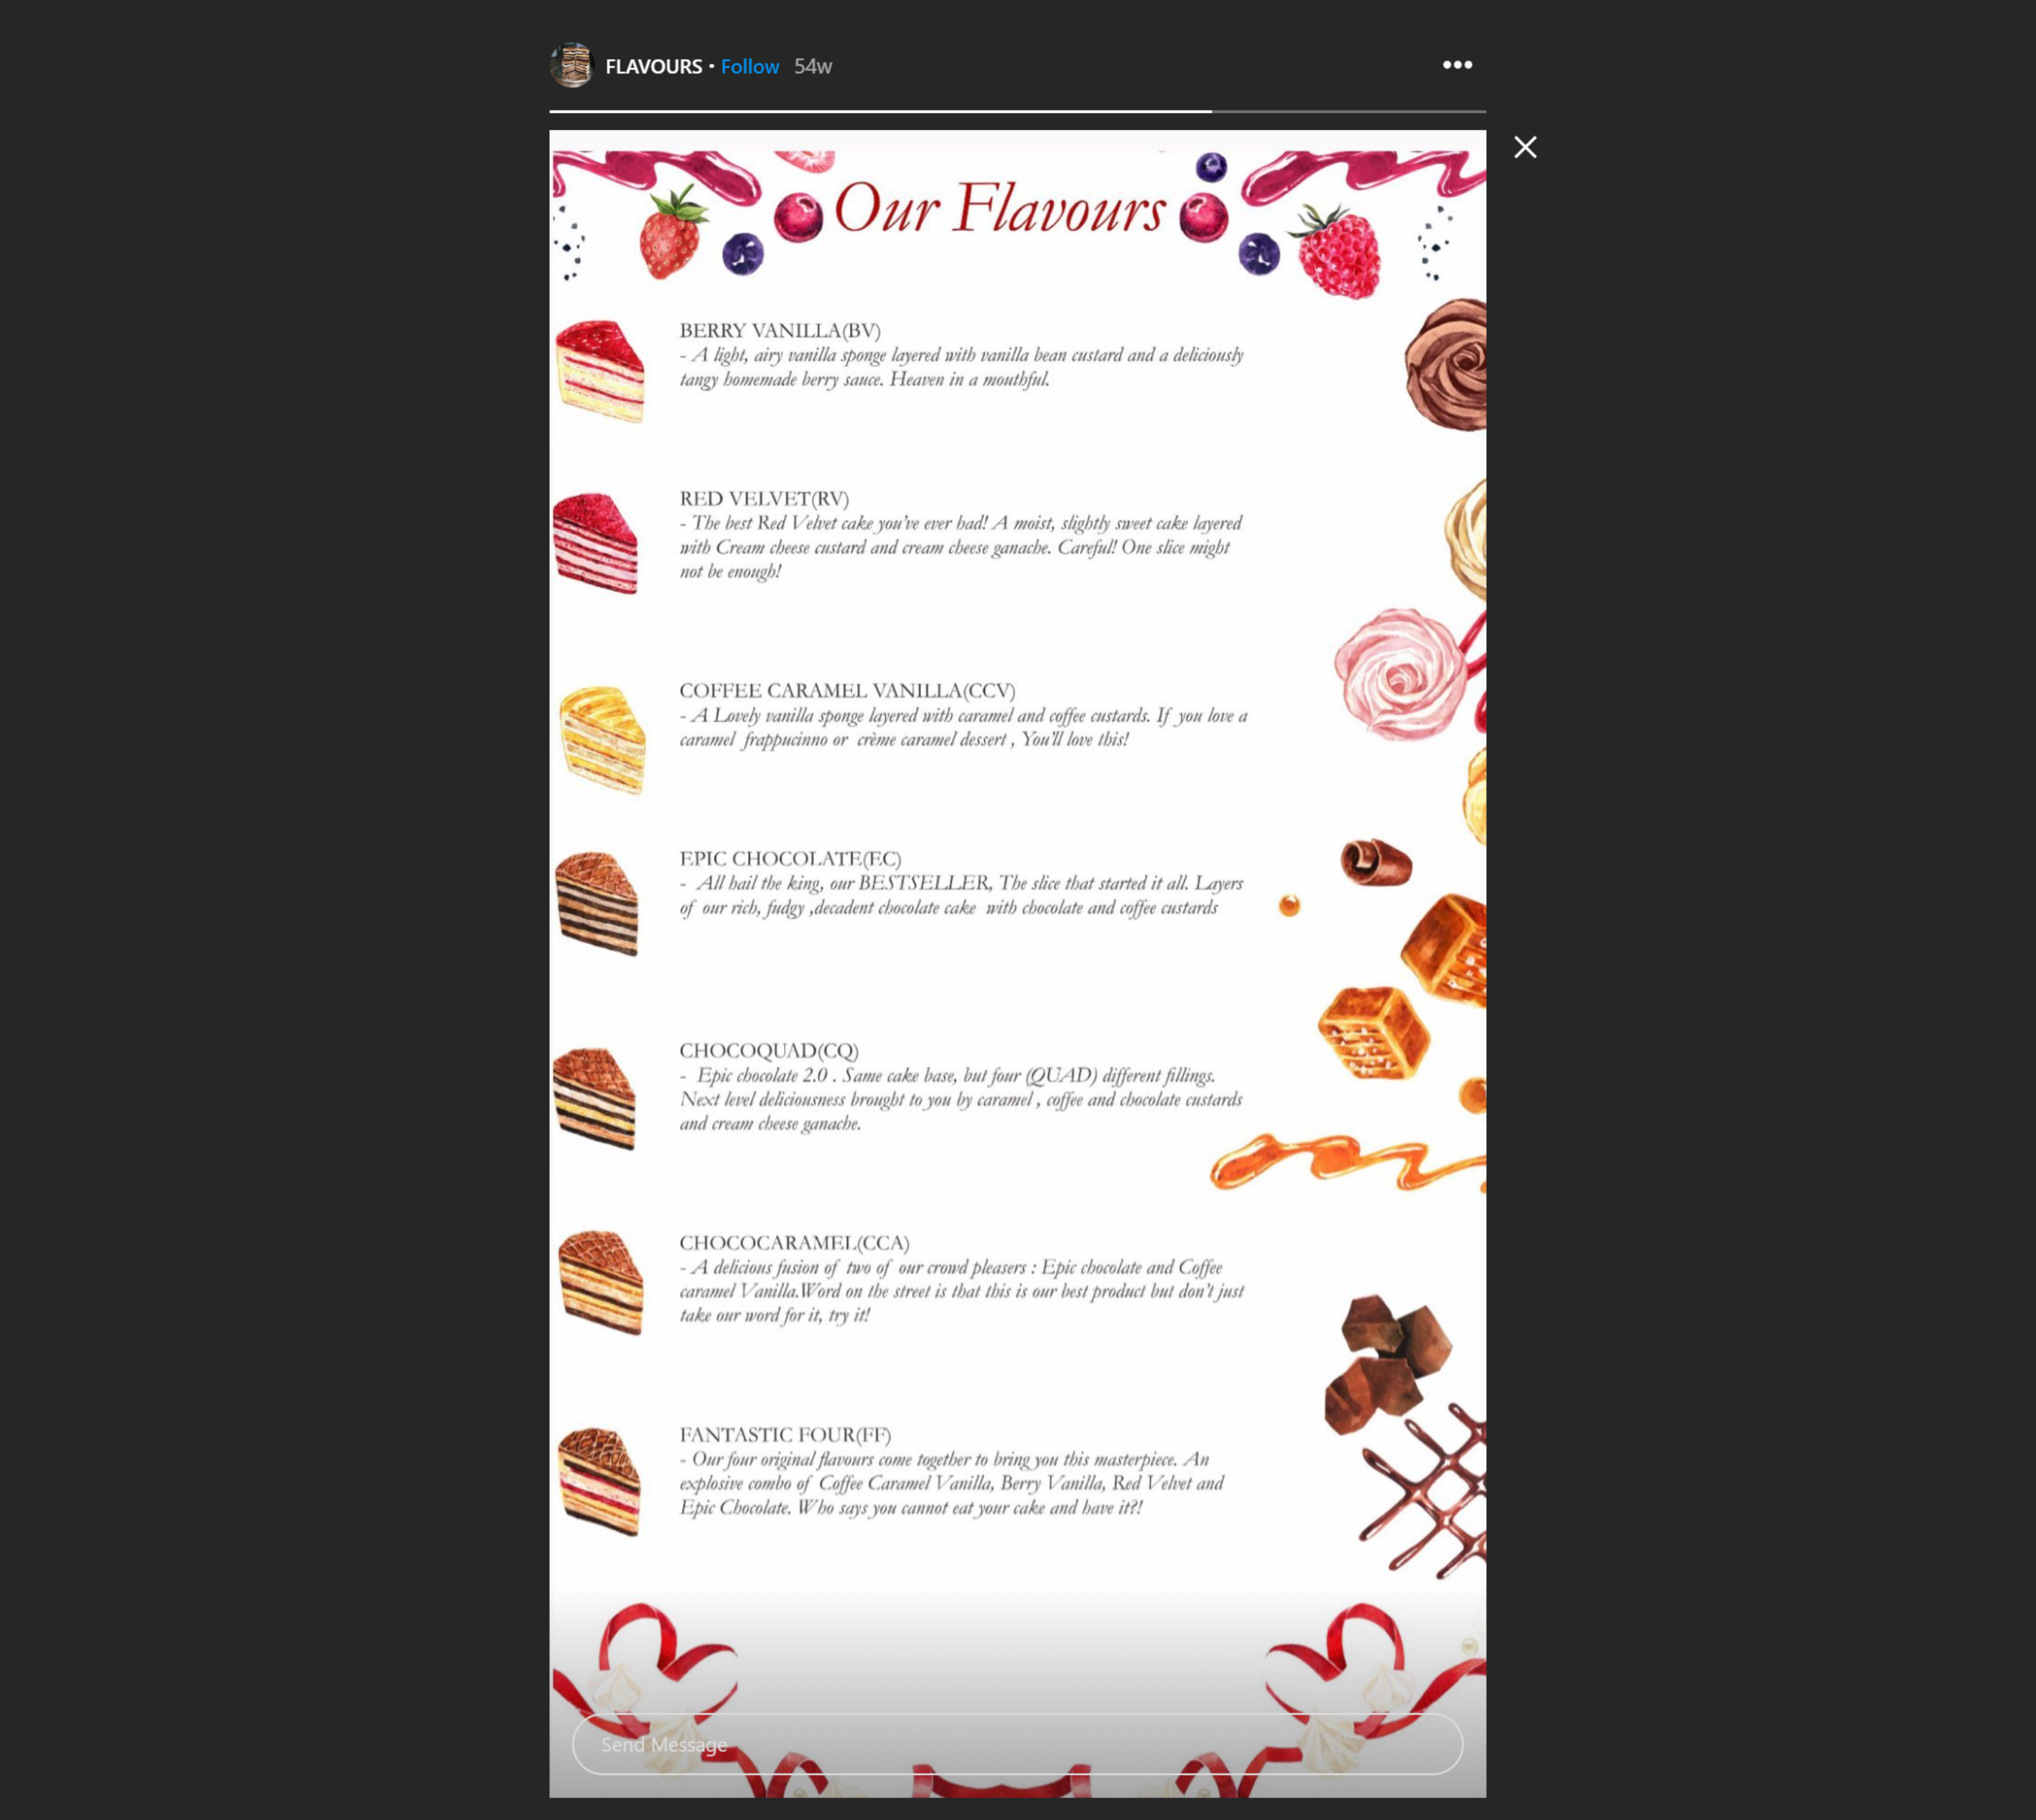 FLAVOURS • Follow 54w
Our Flavours
BERRY VANILLA(BV)
- A light, airy vanilla sponge layered with vanilla bean custard and a deliciously
tangy homemade berry sauce. Heaven in a mouthful.
RED VELVET(RV)
- The best Red Velvet cake you've ever had! A moist, slightly sweet cake layered
with Cream cheese custard and cream cheese ganache. Careful! One slice might
not be enough!
COFFEE CARAMEL VANILLA(CCV)
- A Lovely vanilla sponge layered with caramel and coffee custards. If you love a
caramel frappucinno or crème caramel dessert , You'll love this!
EPIC CHOCOLATE(EC)
- All hail the king, our BESTSELLER, The slice that started it all. Layers
of our rich, fudgy ,decadent chocolate cake with chocolate and coffee custards
CHOCOQUAD(CQ)
- Epic chocolate 2.0 . Same cake base, but four (QUAD) different fillings.
Next level deliciousness brought to you by caramel , coffee and chocolate custards
and cream cheese ganache.
CHOCOCARAMEL(CCA)
- A delicious fusion of two of our crowd pleasers : Epic chocolate and Coffee
caramel Vanilla.Word on the street is that this is our best product but don't just
take our word for it, try it!
FANTASTIC FOUR(FF)
- Our four original flavours come together to bring you this masterpiece. An
explosive combo of Coffee Caramel Vanilla, Berry Vanilla, Red Velvet and
Epic Chocolate. Who says you cannot eat your cake and have it?!
Send Message